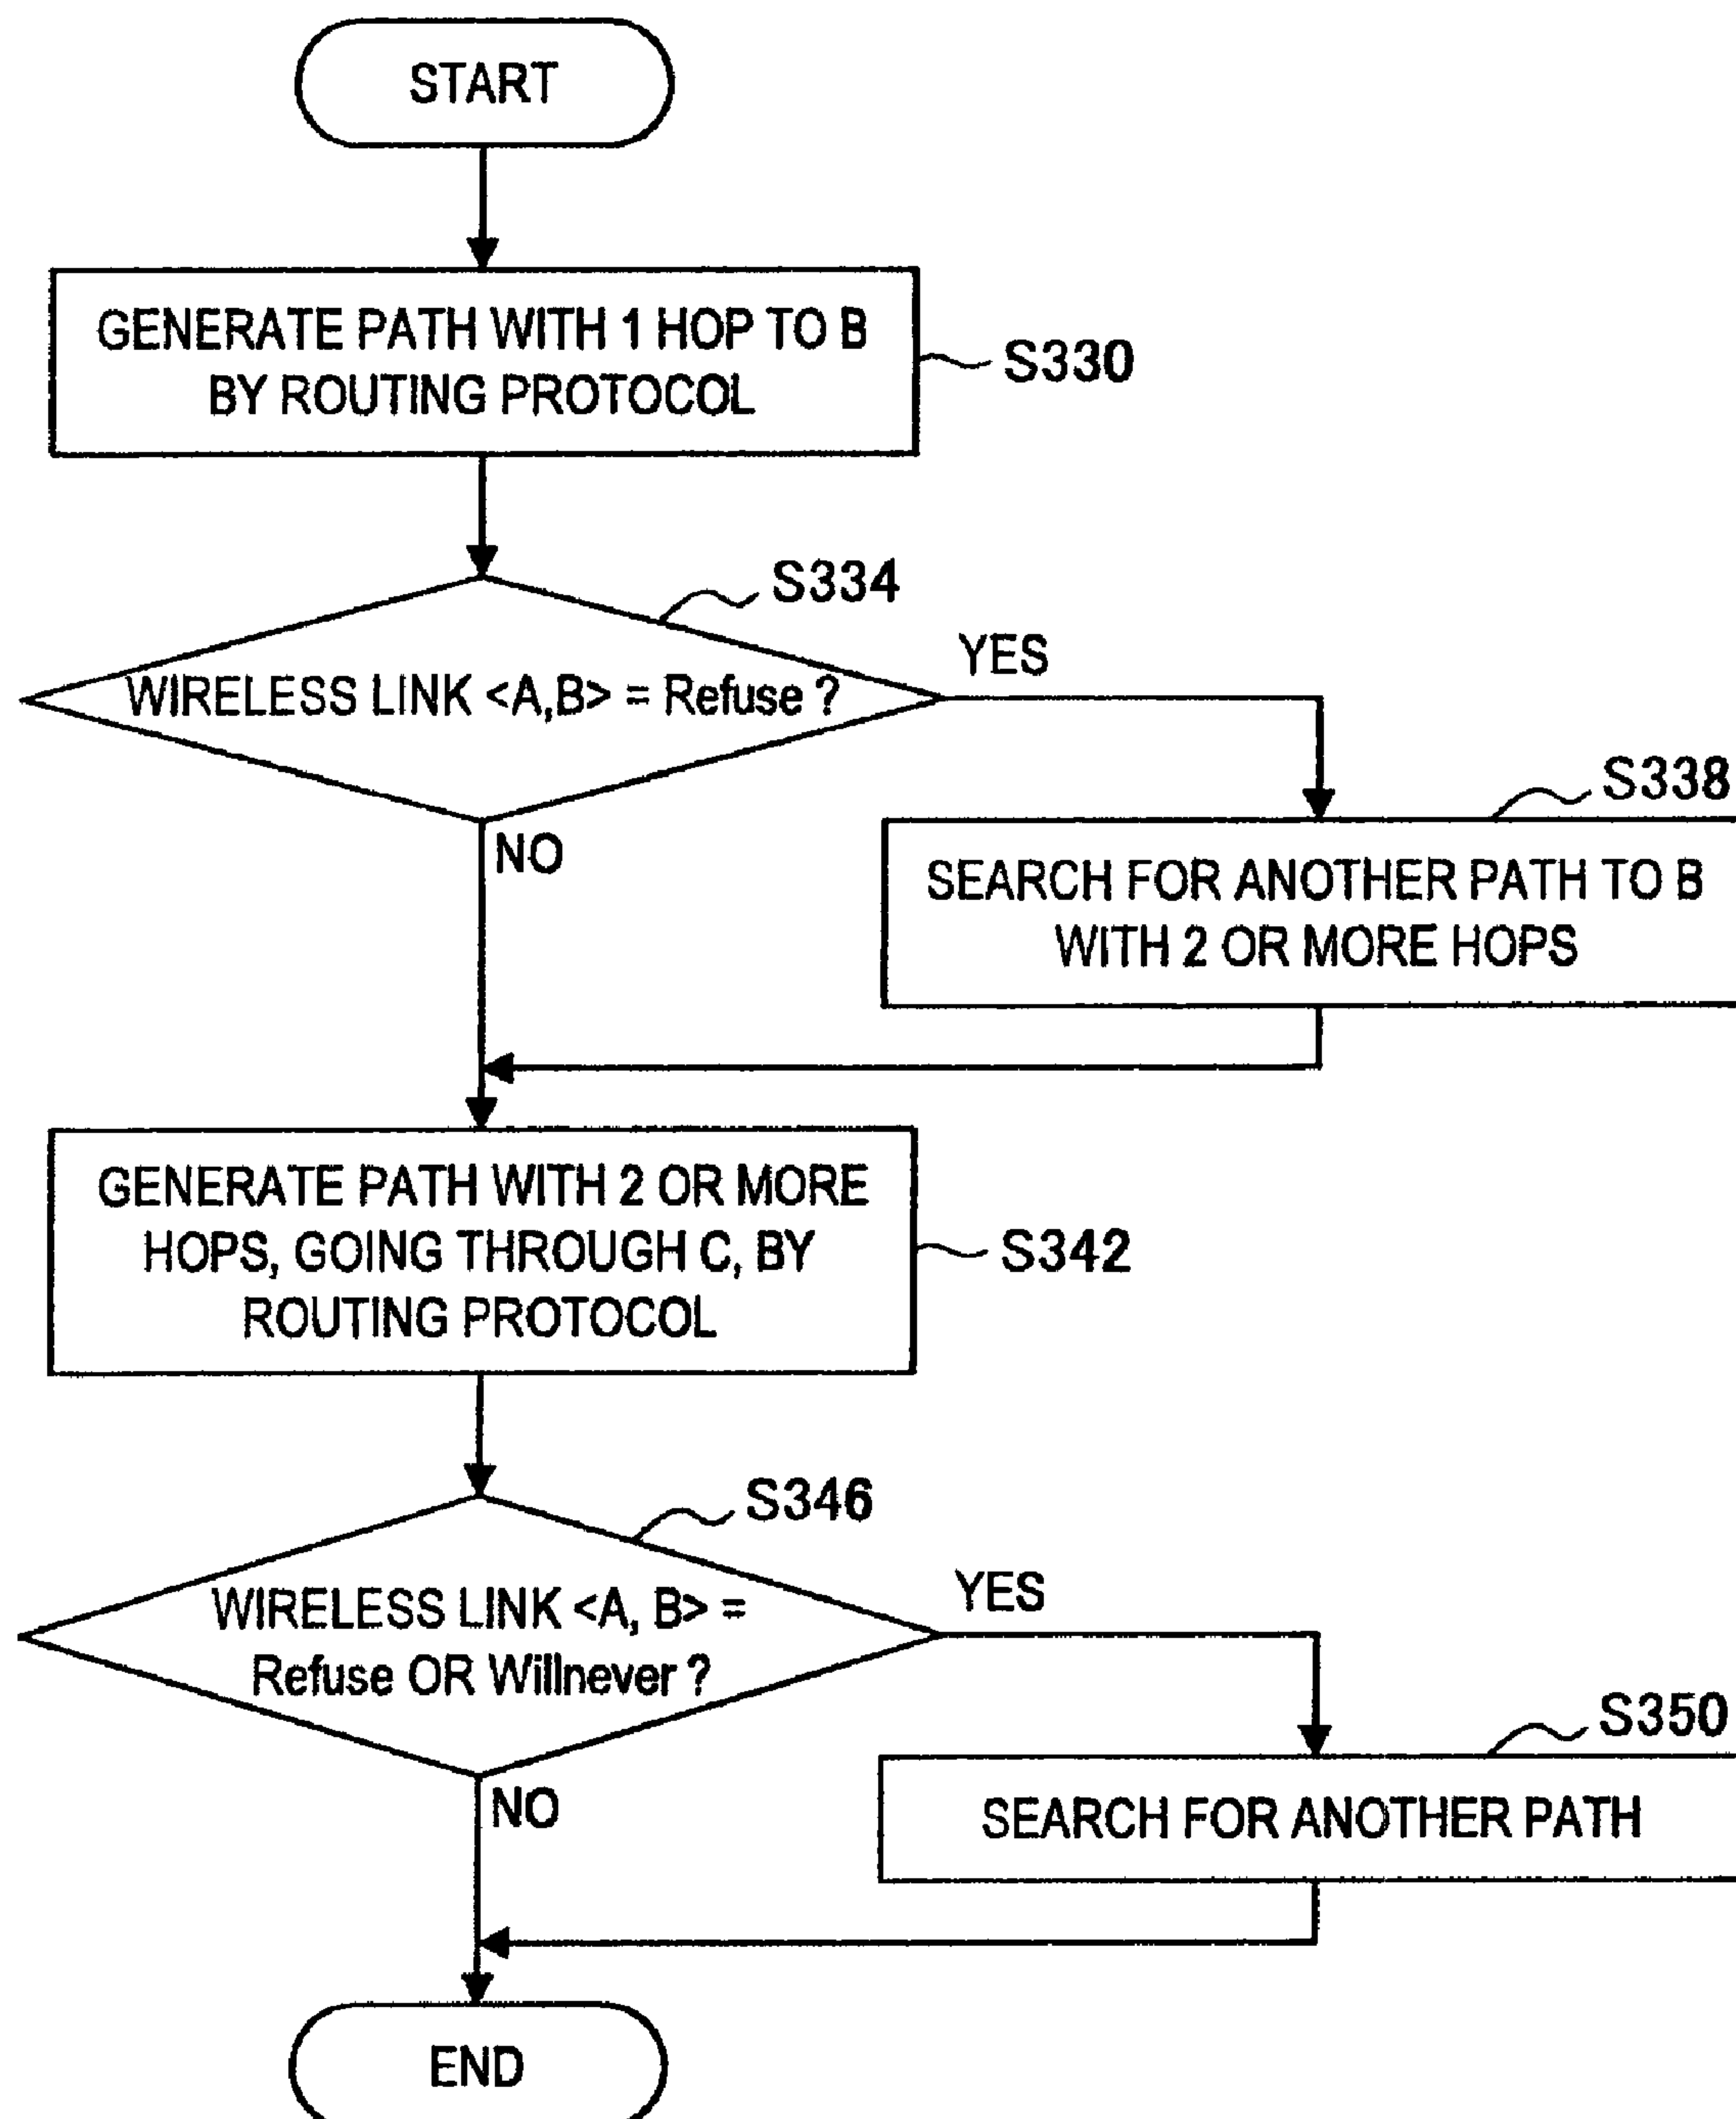 START
GENERATE PATH WITH 1 HOP TO B
BY ROUTING PROTOCOL
S330
S334
WIRELESS LINK <A,B> = Refuse ?
YES
NO
S338
SEARCH FOR ANOTHER PATH TO B
WITH 2 OR MORE HOPS
GENERATE PATH WITH 2 OR MORE
HOPS, GOING THROUGH C, BY
ROUTING PROTOCOL
S342
S346
WIRELESS LINK <A, B> =
Refuse OR Willnever ?
YES
NO
S350
SEARCH FOR ANOTHER PATH
END